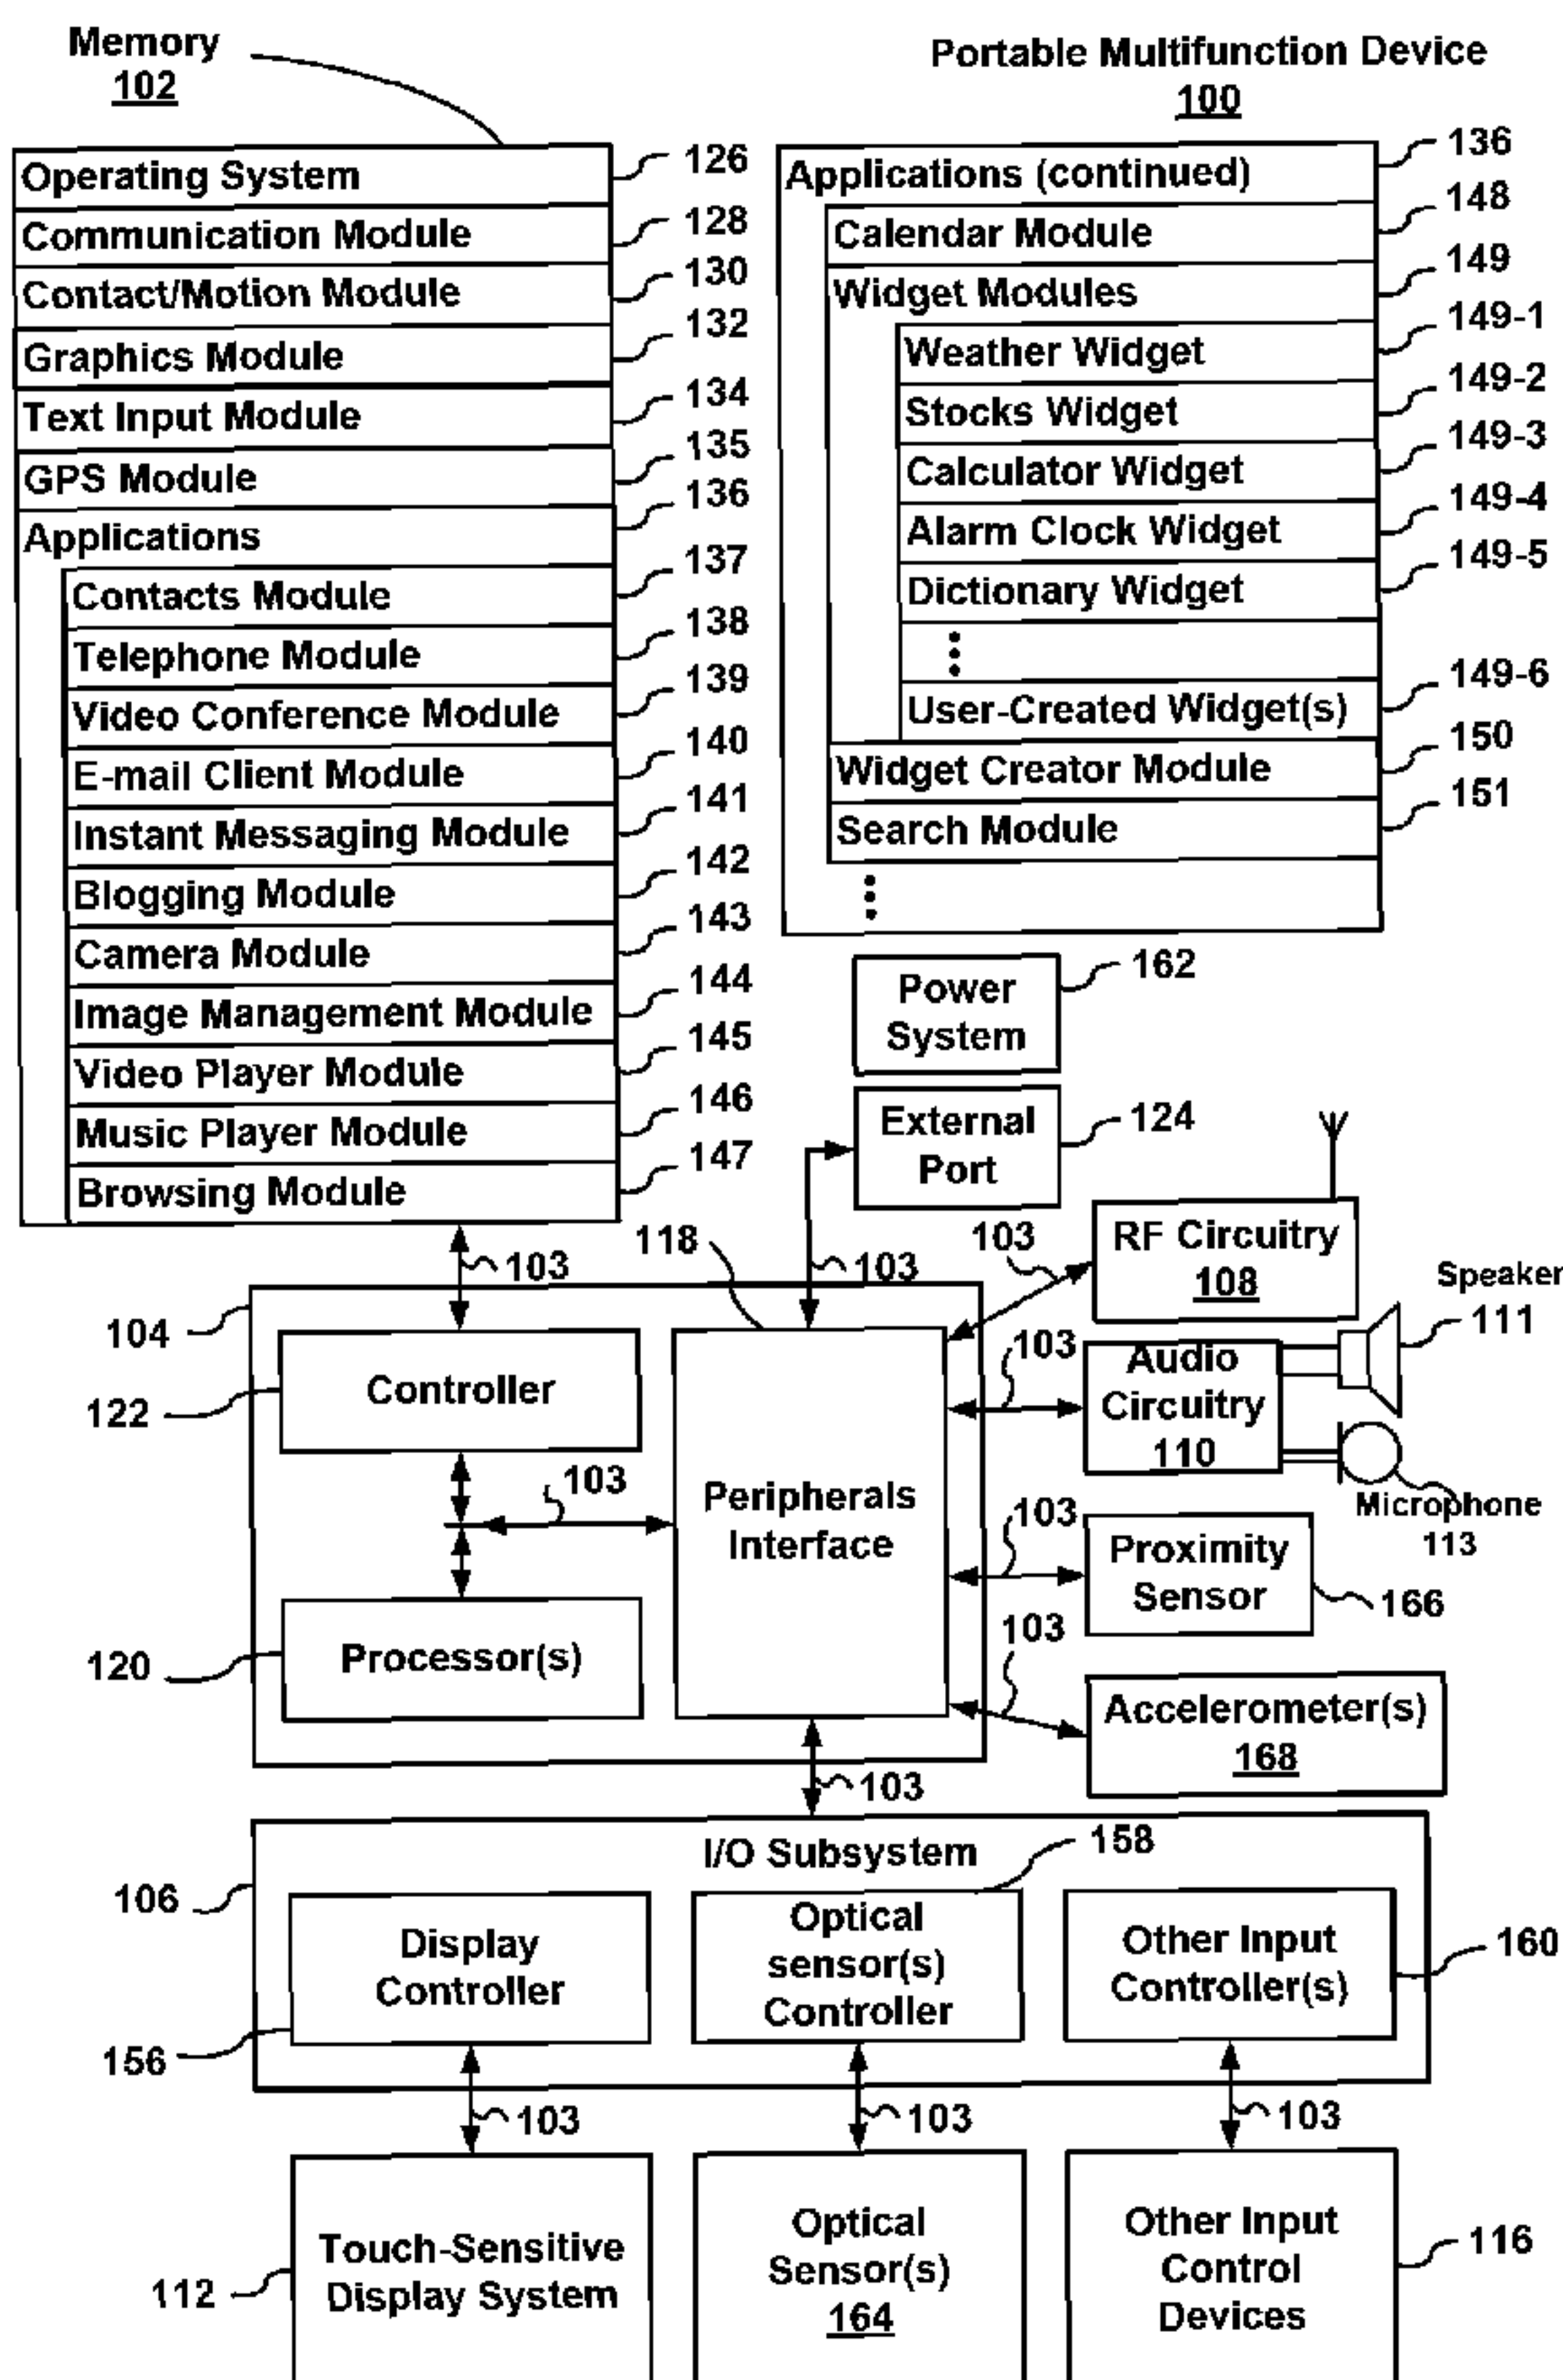 Memory
102
Portable Multifunction Device
100
Operating System
126
Communication Module
128
Contact/Motion Module
130
Graphics Module
132
Text Input Module
134
GPS Module
135
Applications
136
Contacts Module
137
Telephone Module
138
Video Conference Module
139
E-mail Client Module
140
Instant Messaging Module
141
Blogging Module
142
Camera Module
143
Image Management Module
144
Video Player Module
145
Music Player Module
146
Browsing Module
147
Applications (continued)
136
Calendar Module
148
Widget Modules
149
Weather Widget
149-1
Stocks Widget
149-2
Calculator Widget
149-3
Alarm Clock Widget
149-4
Dictionary Widget
149-5
User-Created Widget(s)
149-6
Widget Creator Module
150
Search Module
151
Power
System
162
External
Port
124
103
118
103
103
RF Circuitry
108
Speaker
111
104
Controller
122
103
Audio
Circuitry
110
Microphone
113
103
Peripherals
Interface
103
Proximity
Sensor
166
Processor(s)
120
103
Accelerometer(s)
168
103
I/O Subsystem
158
106
Display
Controller
156
Optical
sensor(s)
Controller
Other Input
Controller(s)
160
103
103
103
Touch-Sensitive
Display System
112
Optical
Sensor(s)
164
Other Input
Control
Devices
116